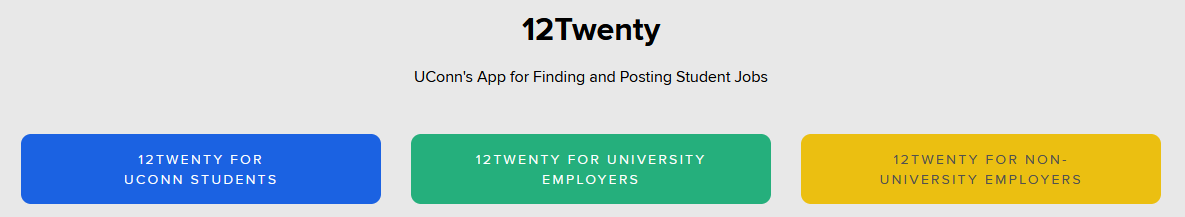 12Twenty
UConn's App for Finding and Posting Student Jobs
12TWENTY FOR
UCONN STUDENTS
12TWENTY FOR UNIVERSITY
EMPLOYERS
12TWENTY FOR NON-
UNIVERSITY EMPLOYERS